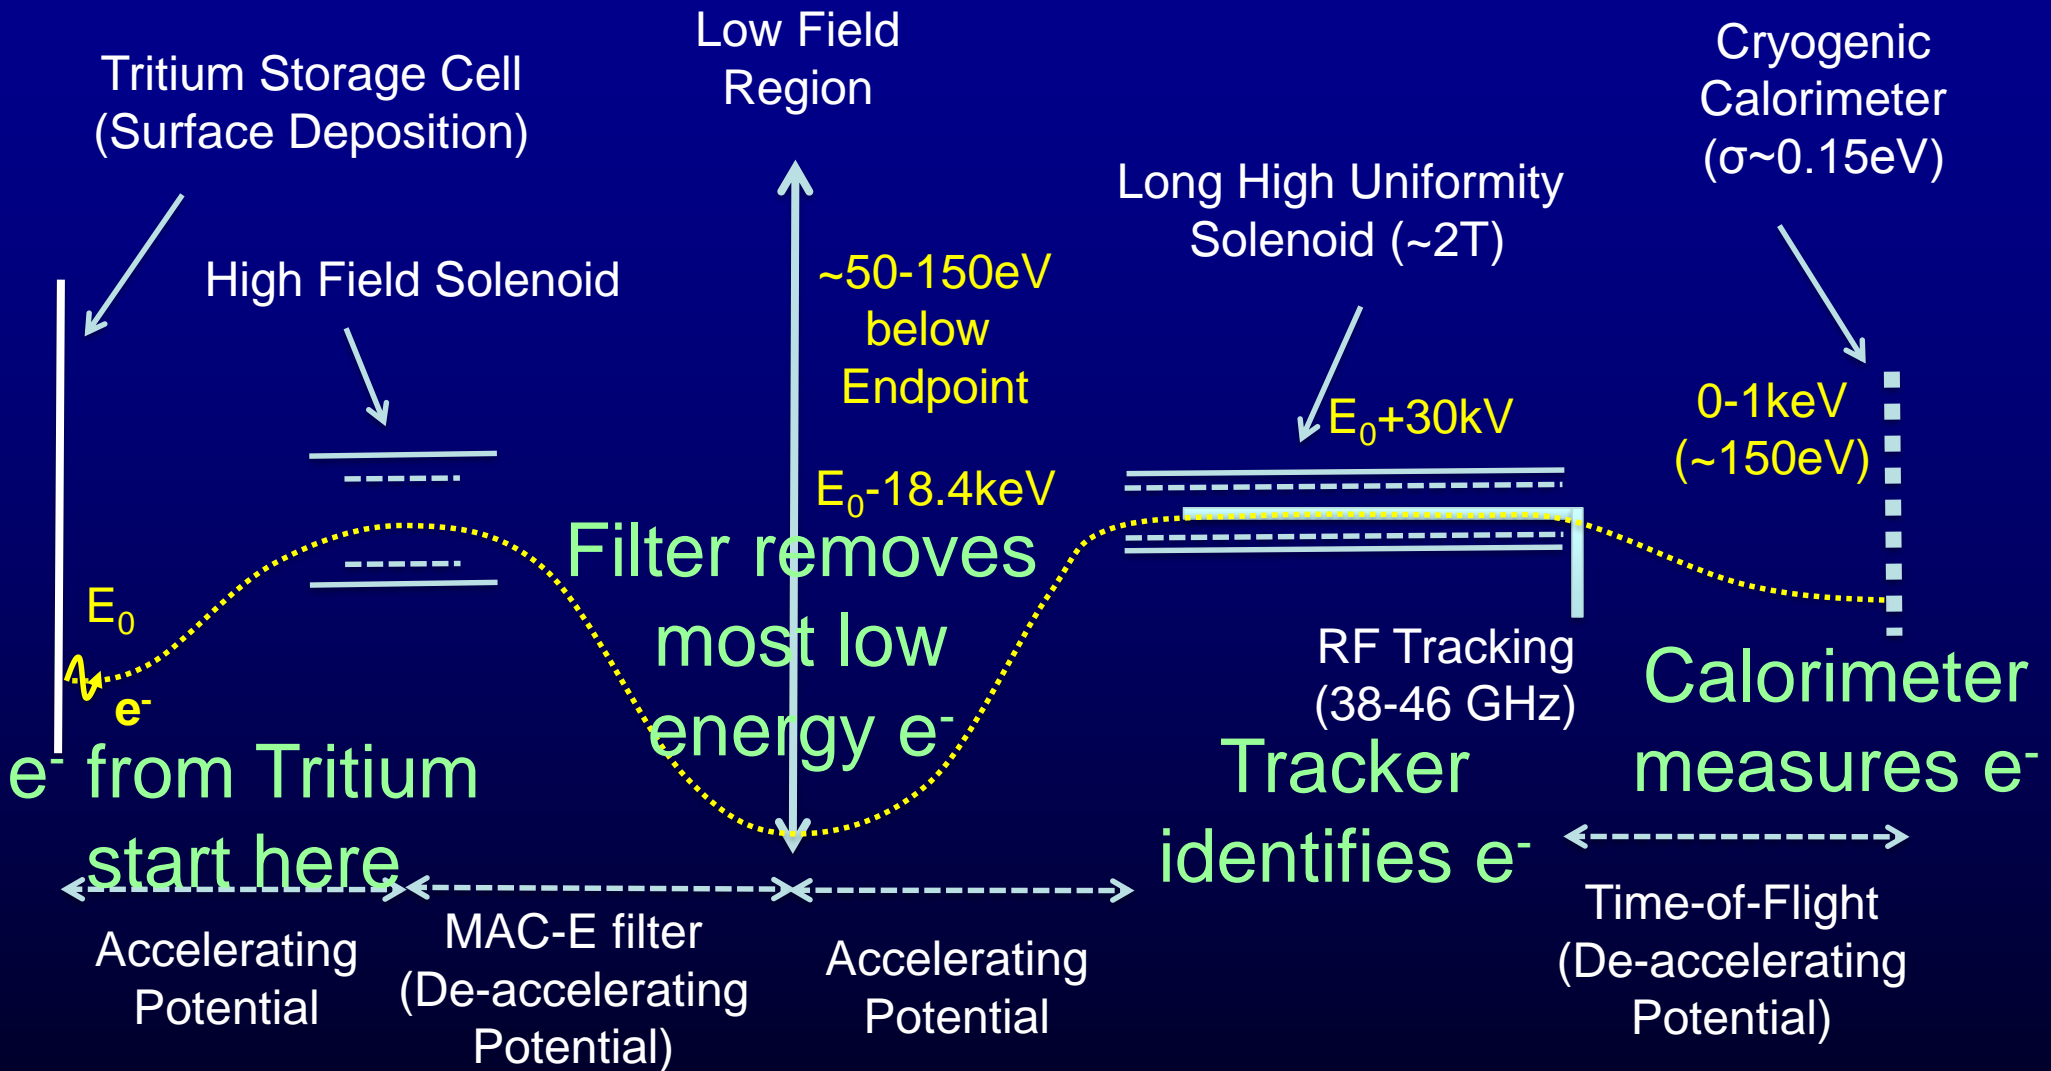 Tritium Storage Cell
(Surface Deposition)
Low Field
Region
Cryogenic
Calorimeter
(σ~0.15eV)
Long High Uniformity
Solenoid (~2T)
High Field Solenoid
~50-150eV
below
Endpoint
E₀-18.4keV
E₀+30kV
0-1keV
(~150eV)
Filter removes
most low
energy e⁻
E₀
e⁻
e⁻ from Tritium
start here
RF Tracking
(38-46 GHz)
Tracker
identifies e⁻
Calorimeter
measures e⁻
Accelerating
Potential
MAC-E filter
(De-accelerating
Potential)
Accelerating
Potential
Time-of-Flight
(De-accelerating
Potential)